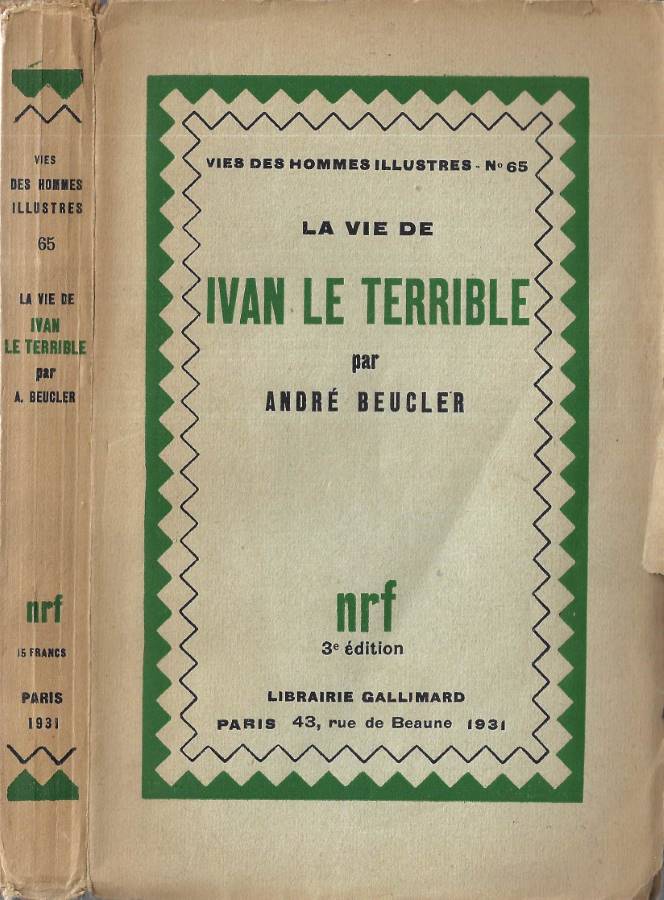 VIES
DES HOMMES
ILLUSTRES
65
LA VIE DE
IVAN
LE TERRIBLE
par
A. BEUCLER
nrf
15 FRANCS
PARIS
1931
VIES DES HOMMES ILLUSTRES - No 65
LA VIE DE
IVAN LE TERRIBLE
par
ANDRÉ BEUCLER
nrf
3e édition
LIBRAIRIE GALLIMARD
PARIS 43, rue de Beaune 1931